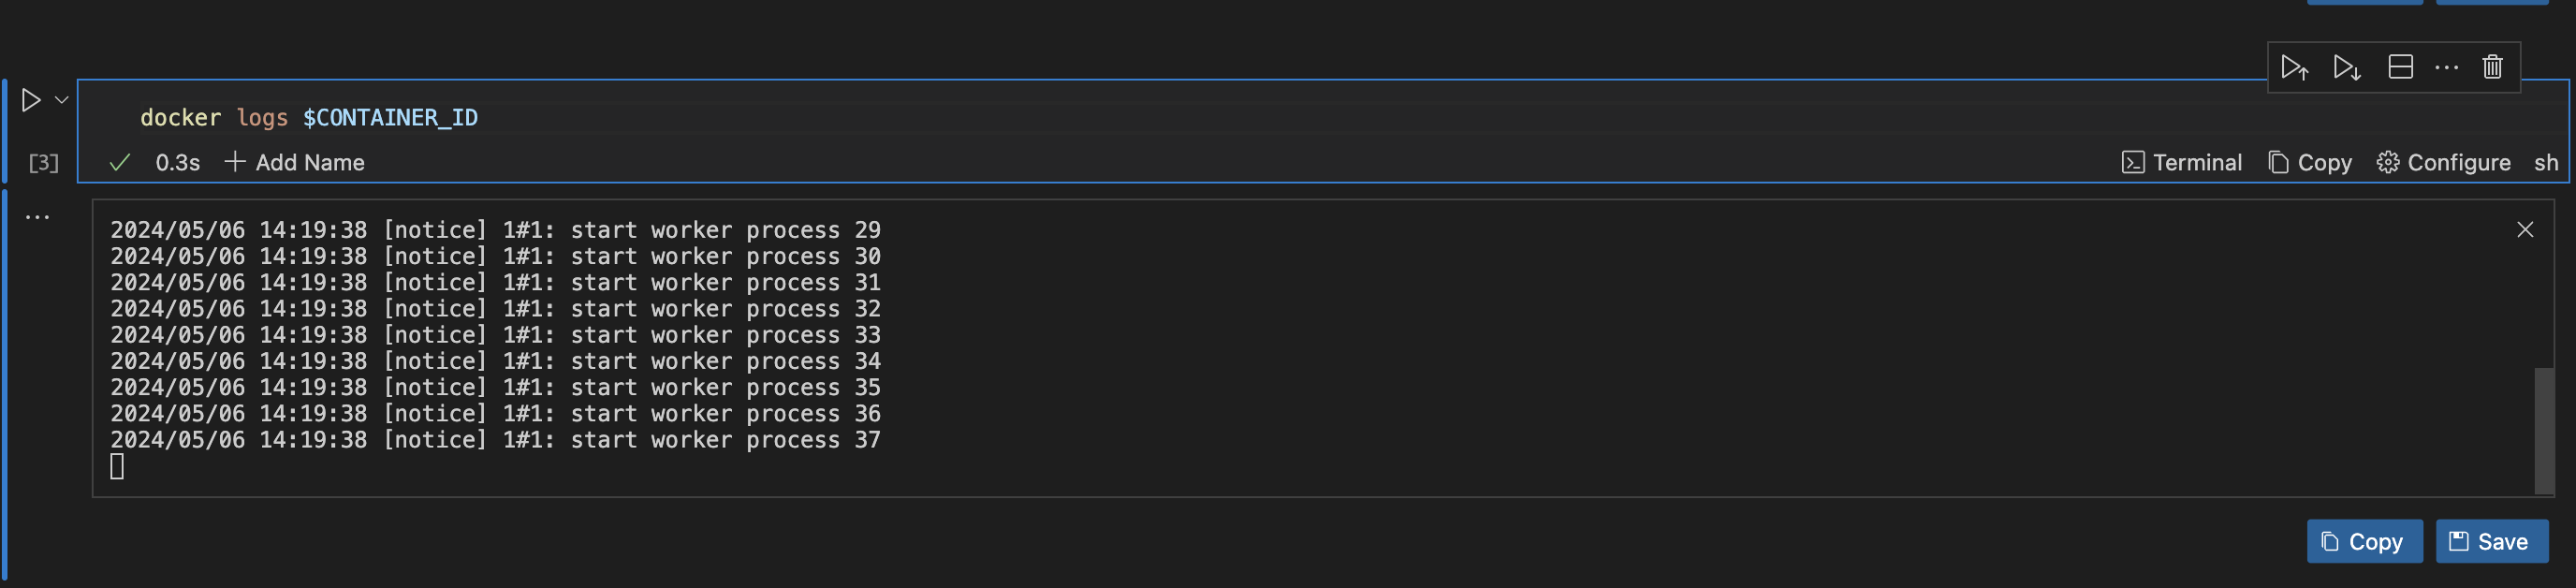 docker logs $CONTAINER_ID
[3] 0.3s Add Name Terminal Copy Configure sh
2024/05/06 14:19:38 [notice] 1#1: start worker process 29
2024/05/06 14:19:38 [notice] 1#1: start worker process 30
2024/05/06 14:19:38 [notice] 1#1: start worker process 31
2024/05/06 14:19:38 [notice] 1#1: start worker process 32
2024/05/06 14:19:38 [notice] 1#1: start worker process 33
2024/05/06 14:19:38 [notice] 1#1: start worker process 34
2024/05/06 14:19:38 [notice] 1#1: start worker process 35
2024/05/06 14:19:38 [notice] 1#1: start worker process 36
2024/05/06 14:19:38 [notice] 1#1: start worker process 37
Copy Save